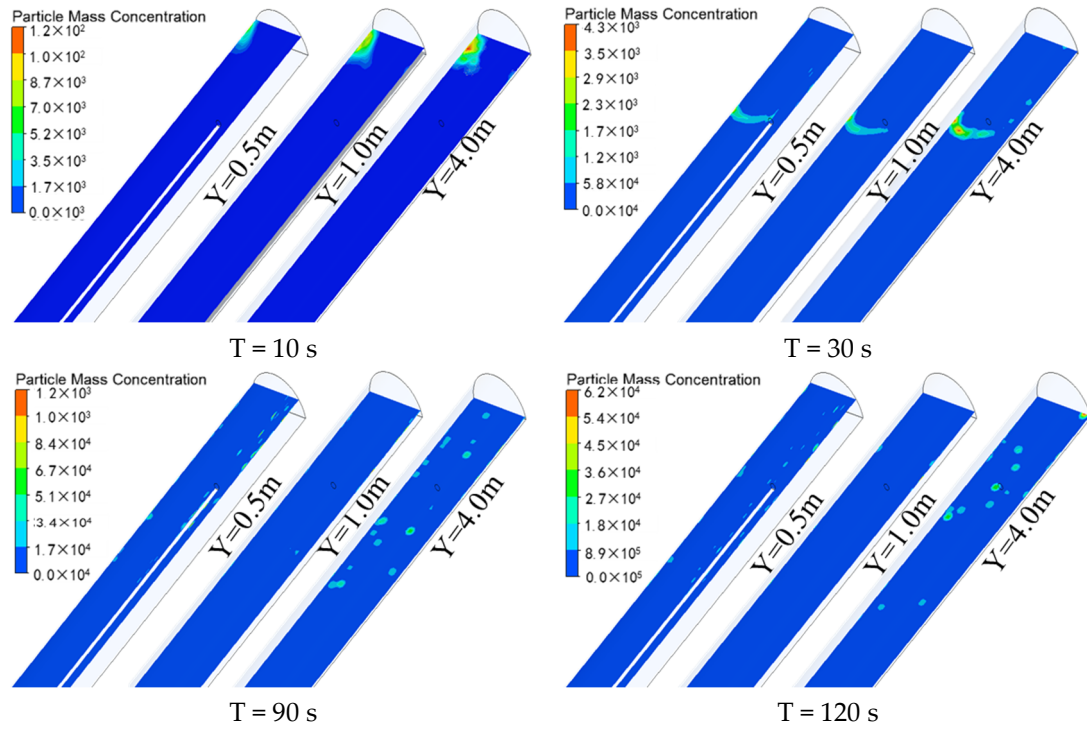 Particle Mass Concentration
1.2×10²
1.0×10²
8.7×10³
7.0×10³
5.2×10³
3.5×10³
1.7×10³
0.0×10³
Y=0.5m
Y=1.0m
Y=4.0m
T = 10 s
Particle Mass Concentration
4.3×10³
3.5×10³
2.9×10³
2.3×10³
1.7×10³
1.2×10³
5.8×10⁴
0.0×10⁴
Y=0.5m
Y=1.0m
Y=4.0m
T = 30 s
Particle Mass Concentration
1 2×10³
1.0×10³
8.4×10⁴
6.7×10⁴
5.1×10⁴
3.4×10⁴
1.7×10⁴
0.0×10⁴
Y=0.5m
Y=1.0m
Y=4.0m
T = 90 s
Particle Mass Concentration
6.2×10⁴
5.4×10⁴
4.5×10⁴
3.6×10⁴
2.7×10⁴
1.8×10⁴
8.9×10⁵
0.0×10⁵
Y=0.5m
Y=1.0m
Y=4.0m
T = 120 s